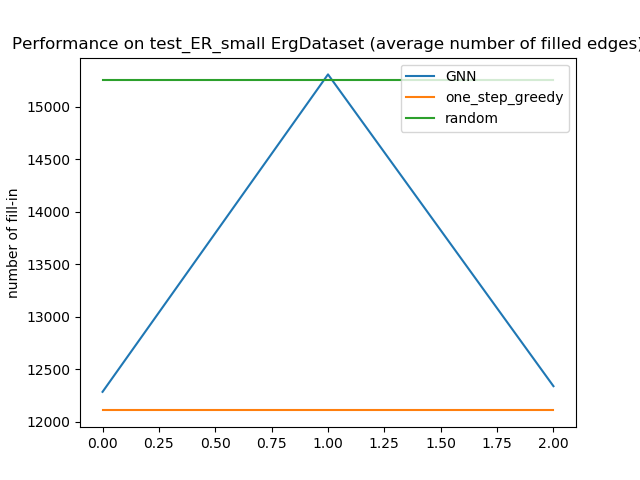 Performance on test_ER_small ErgDataset (average number of filled edges)
GNN
one_step_greedy
random
number of fill-in
15000
14500
14000
13500
13000
12500
12000
0.00 0.25 0.50 0.75 1.00 1.25 1.50 1.75 2.00